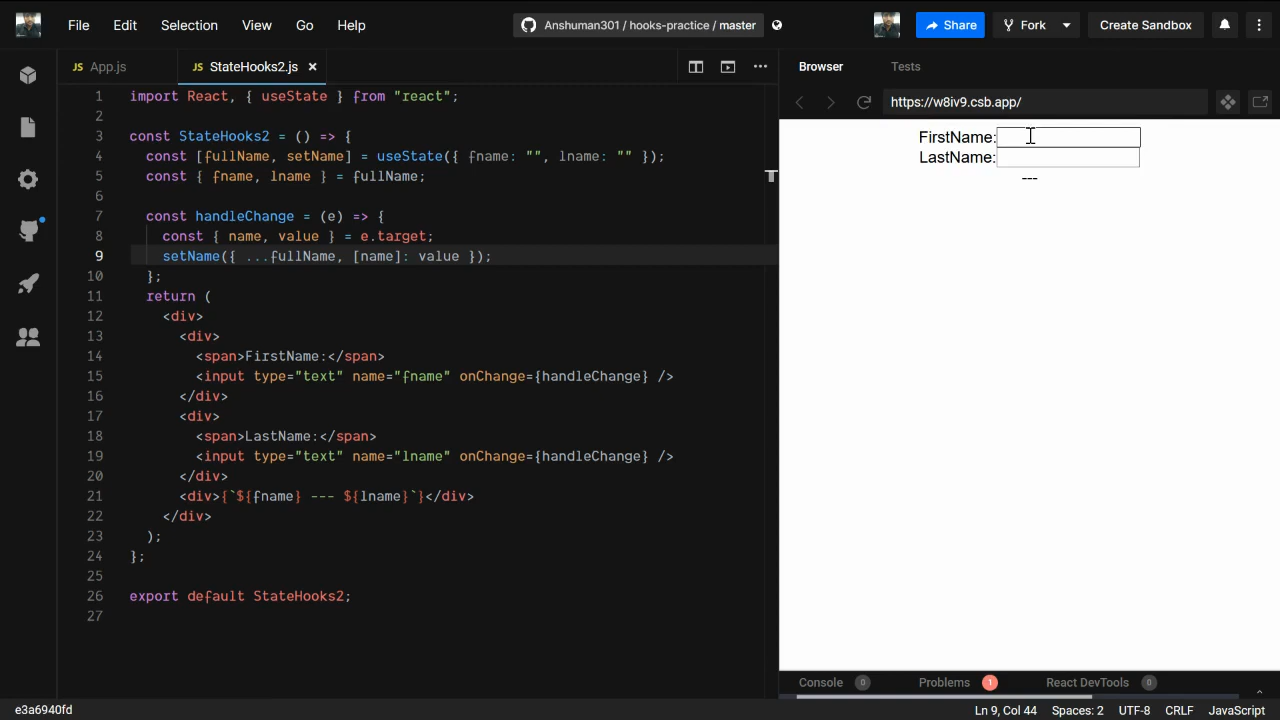 File Edit Selection View Go Help Anshuman301 / hooks-practice / master Share Fork Create Sandbox
JS App.js JS StateHooks2.js Browser Tests
https://w8iv9.csb.app/
1 import React, { useState } from "react";
2
3 const StateHooks2 = () => {
4 const [fullName, setName] = useState({ fname: "", lname: "" });
5 const { fname, lname } = fullName;
6
7 const handleChange = (e) => {
8 const { name, value } = e.target;
9 setName({ ...fullName, [name]: value });
10 };
11 return (
12 <div>
13 <div>
14 <span>FirstName:</span>
15 <input type="text" name="fname" onChange={handleChange} />
16 </div>
17 <div>
18 <span>LastName:</span>
19 <input type="text" name="lname" onChange={handleChange} />
20 </div>
21 <div>{`${fname} --- ${lname}`}</div>
22 </div>
23 );
24 };
25
26 export default StateHooks2;
27
FirstName:
LastName:
---
T
Console 0 Problems 1 React DevTools 0
e3a6940fd Ln 9, Col 44 Spaces: 2 UTF-8 CRLF JavaScript